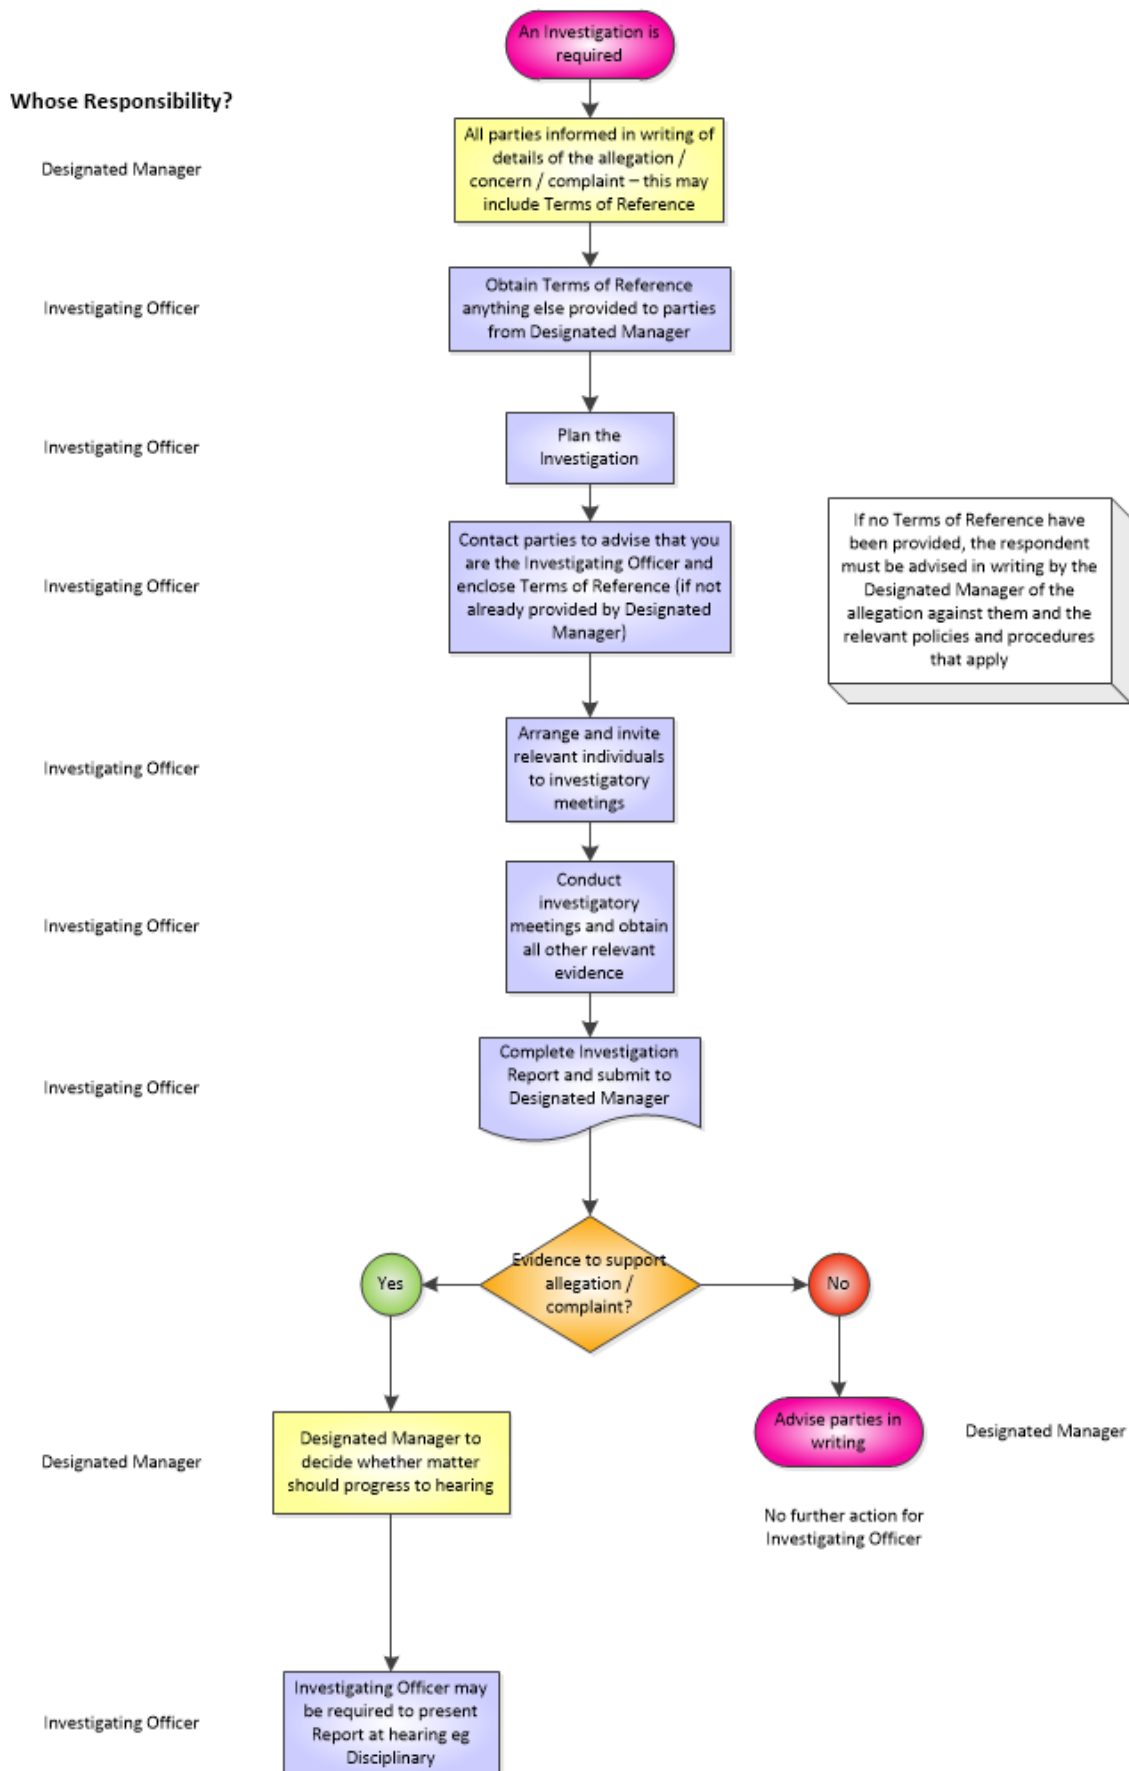 An Investigation is
required
Whose Responsibility?
Designated Manager
All parties informed in writing of
details of the allegation /
concern / complaint – this may
include Terms of Reference
Investigating Officer
Obtain Terms of Reference
anything else provided to parties
from Designated Manager
Investigating Officer
Plan the
Investigation
Investigating Officer
Contact parties to advise that you
are the Investigating Officer and
enclose Terms of Reference (if not
already provided by Designated
Manager)
If no Terms of Reference have
been provided, the respondent
must be advised in writing by the
Designated Manager of the
allegation against them and the
relevant policies and procedures
that apply
Investigating Officer
Arrange and invite
relevant individuals
to investigatory
meetings
Investigating Officer
Conduct
investigatory
meetings and obtain
all other relevant
evidence
Investigating Officer
Complete Investigation
Report and submit to
Designated Manager
Evidence to support
allegation /
complaint?
Yes
No
Designated Manager
Designated Manager to
decide whether matter
should progress to hearing
Advise parties in
writing
Designated Manager
No further action for
Investigating Officer
Investigating Officer
Investigating Officer may
be required to present
Report at hearing eg
Disciplinary